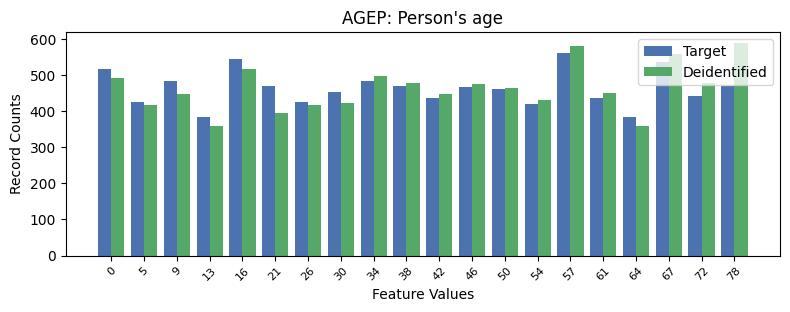 AGEP: Person's age
Target
Deidentified
Record Counts
600
500
400
300
200
100
0
0 5 9 13 16 21 26 30 34 38 42 46 50 54 57 61 64 67 72 78
Feature Values